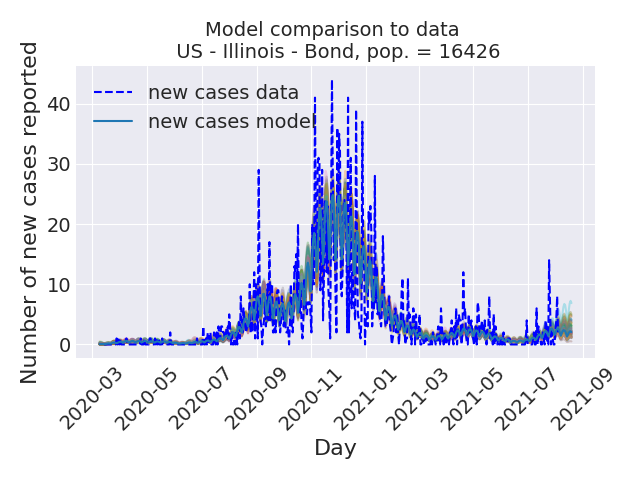 Model comparison to data
US - Illinois - Bond, pop. = 16426
Number of new cases reported
40
30
20
10
0
new cases data
new cases model
2020-03
2020-05
2020-07
2020-09
2020-11
2021-01
2021-03
2021-05
2021-07
2021-09
Day